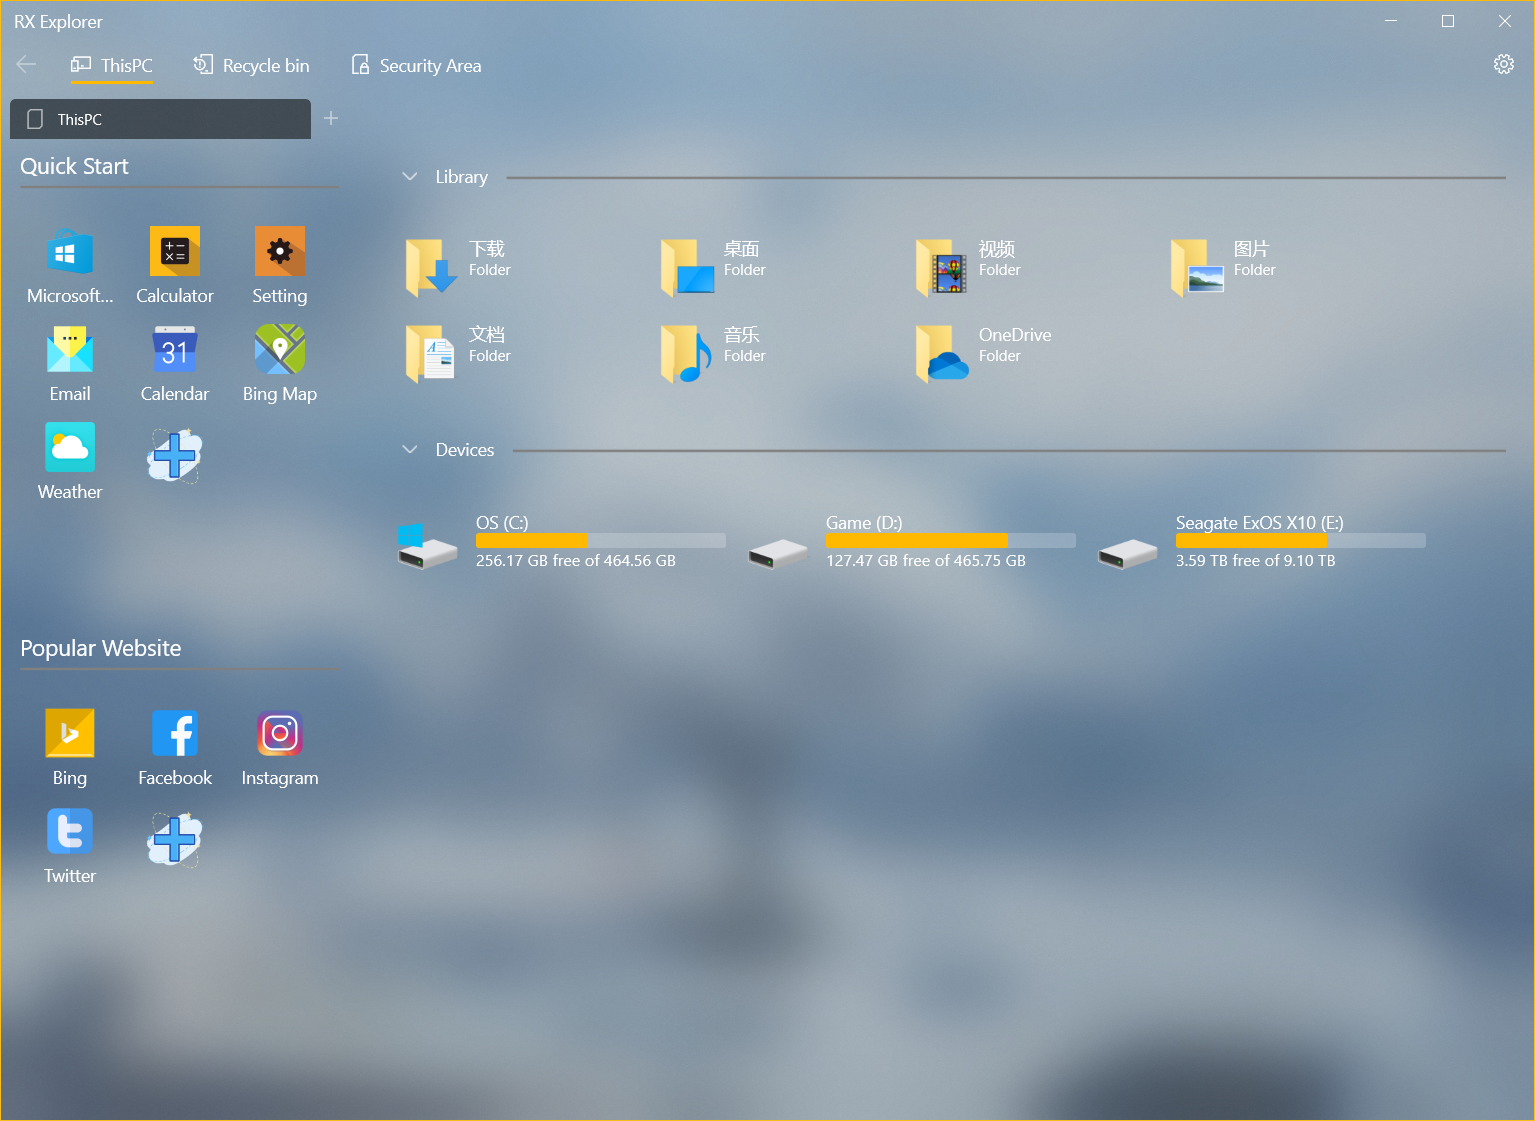 RX Explorer
ThisPC
Recycle bin
Security Area
ThisPC
Quick Start
Microsoft...
Calculator
Setting
Email
31
Calendar
Bing Map
Weather
Popular Website
Bing
Facebook
Instagram
Twitter
Library
下载
Folder
桌面
Folder
视频
Folder
图片
Folder
文档
Folder
音乐
Folder
OneDrive
Folder
Devices
OS (C:)
256.17 GB free of 464.56 GB
Game (D:)
127.47 GB free of 465.75 GB
Seagate ExOS X10 (E:)
3.59 TB free of 9.10 TB